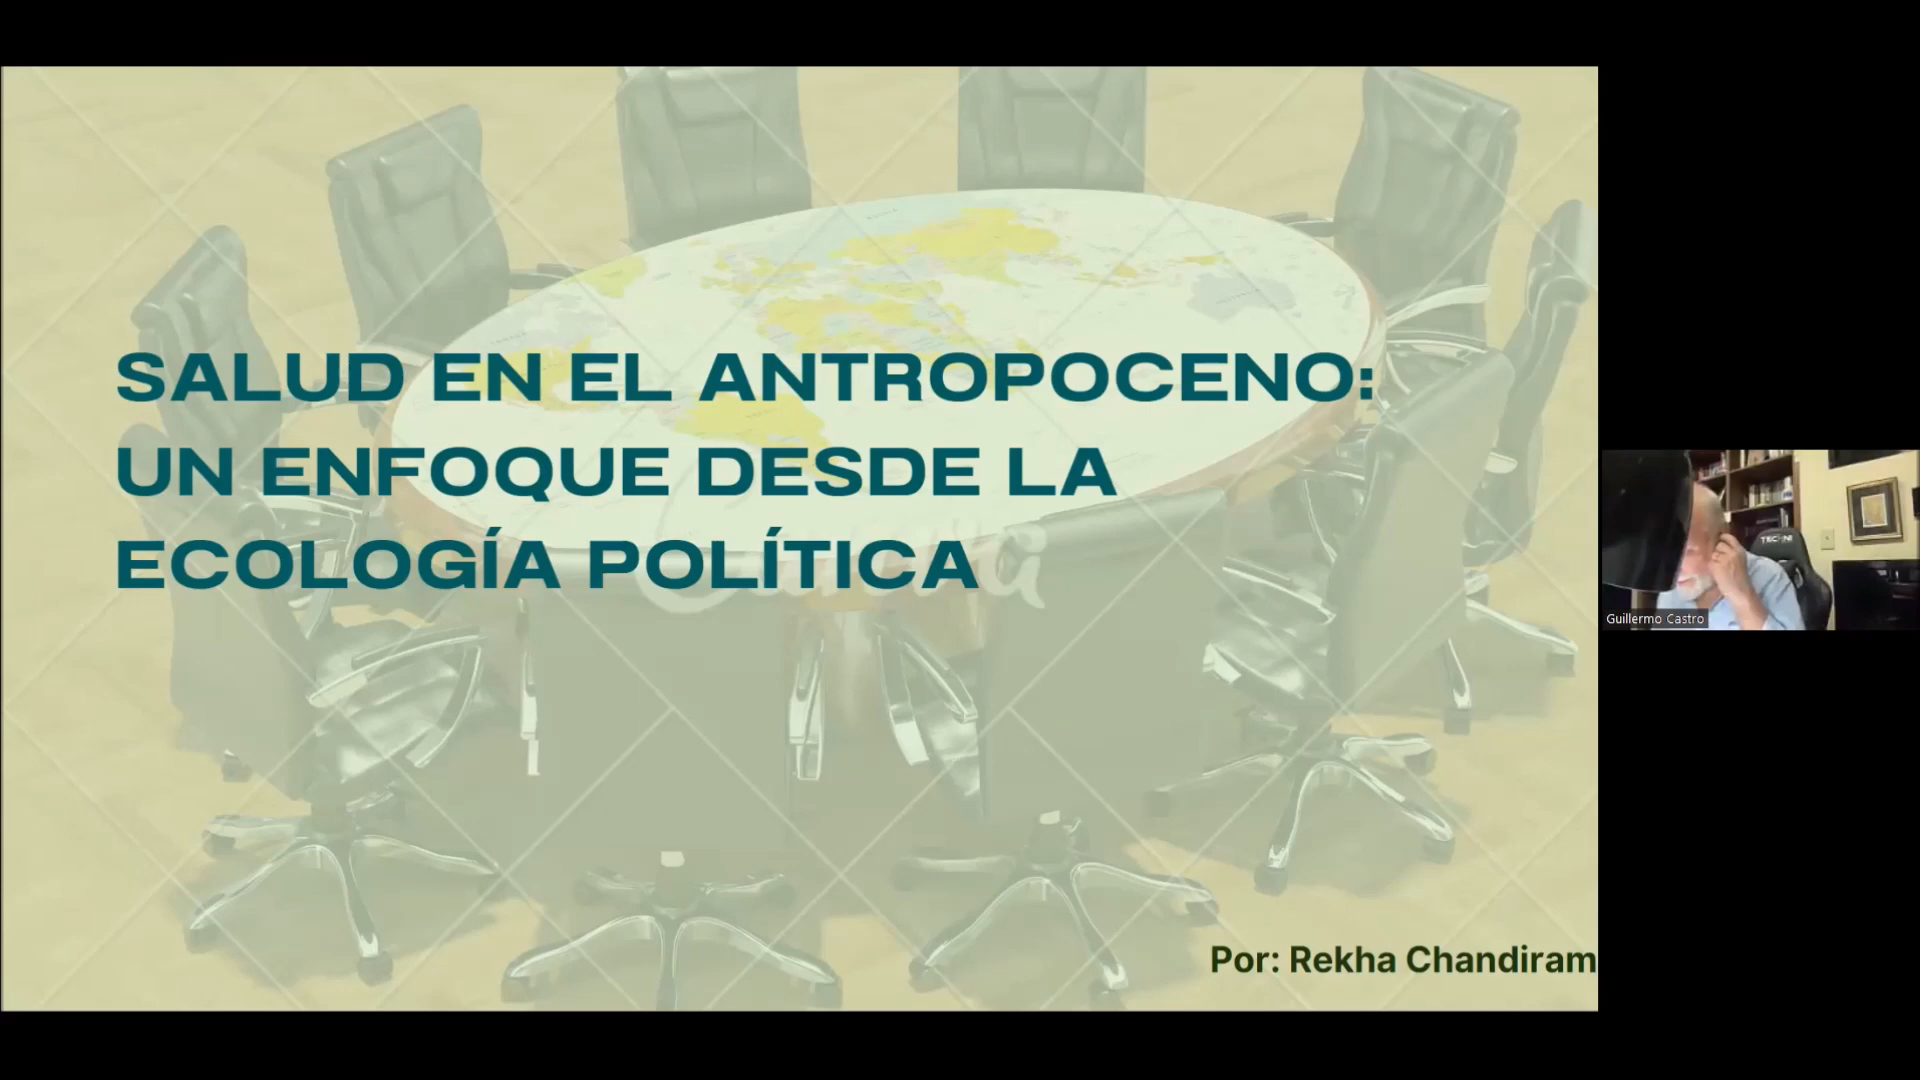 SALUD EN EL ANTROPOCENO:
UN ENFOQUE DESDE LA
ECOLOGÍA POLÍTICA
Por: Rekha Chandiram
Guillermo Castro